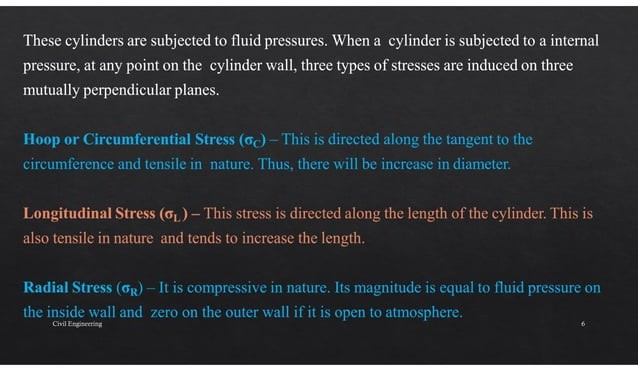 These cylinders are subjected to fluid pressures. When a cylinder is subjected to a internal
pressure, at any point on the cylinder wall, three types of stresses are induced on three
mutually perpendicular planes.
Hoop or Circumferential Stress (σC) – This is directed along the tangent to the
circumference and tensile in nature. Thus, there will be increase in diameter.
Longitudinal Stress (σL ) – This stress is directed along the length of the cylinder. This is
also tensile in nature and tends to increase the length.
Radial Stress (σR) – It is compressive in nature. Its magnitude is equal to fluid pressure on
the inside wall and zero on the outer wall if it is open to atmosphere.
Civil Engineering 6